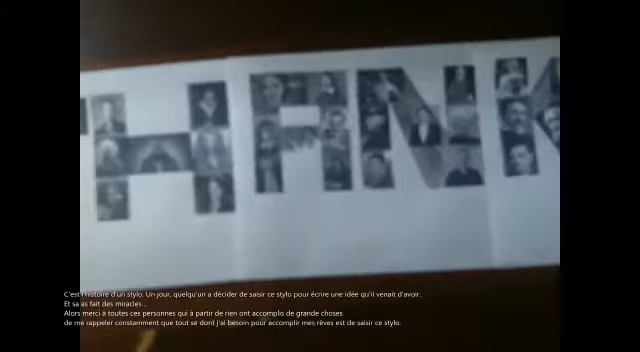 HANK
C'est l'histoire d'un stylo. Un jour, quelqu'un a décider de saisir ce stylo pour écrire une idée qu'il venait d'avoir.
Et sa as fait des miracles...
Alors merci à toutes ces personnes qui à partir de rien ont accomplis de grande choses
de me rappeler constamment que tout se dont j'ai besoin pour accomplir mes rêves est de saisir ce stylo.